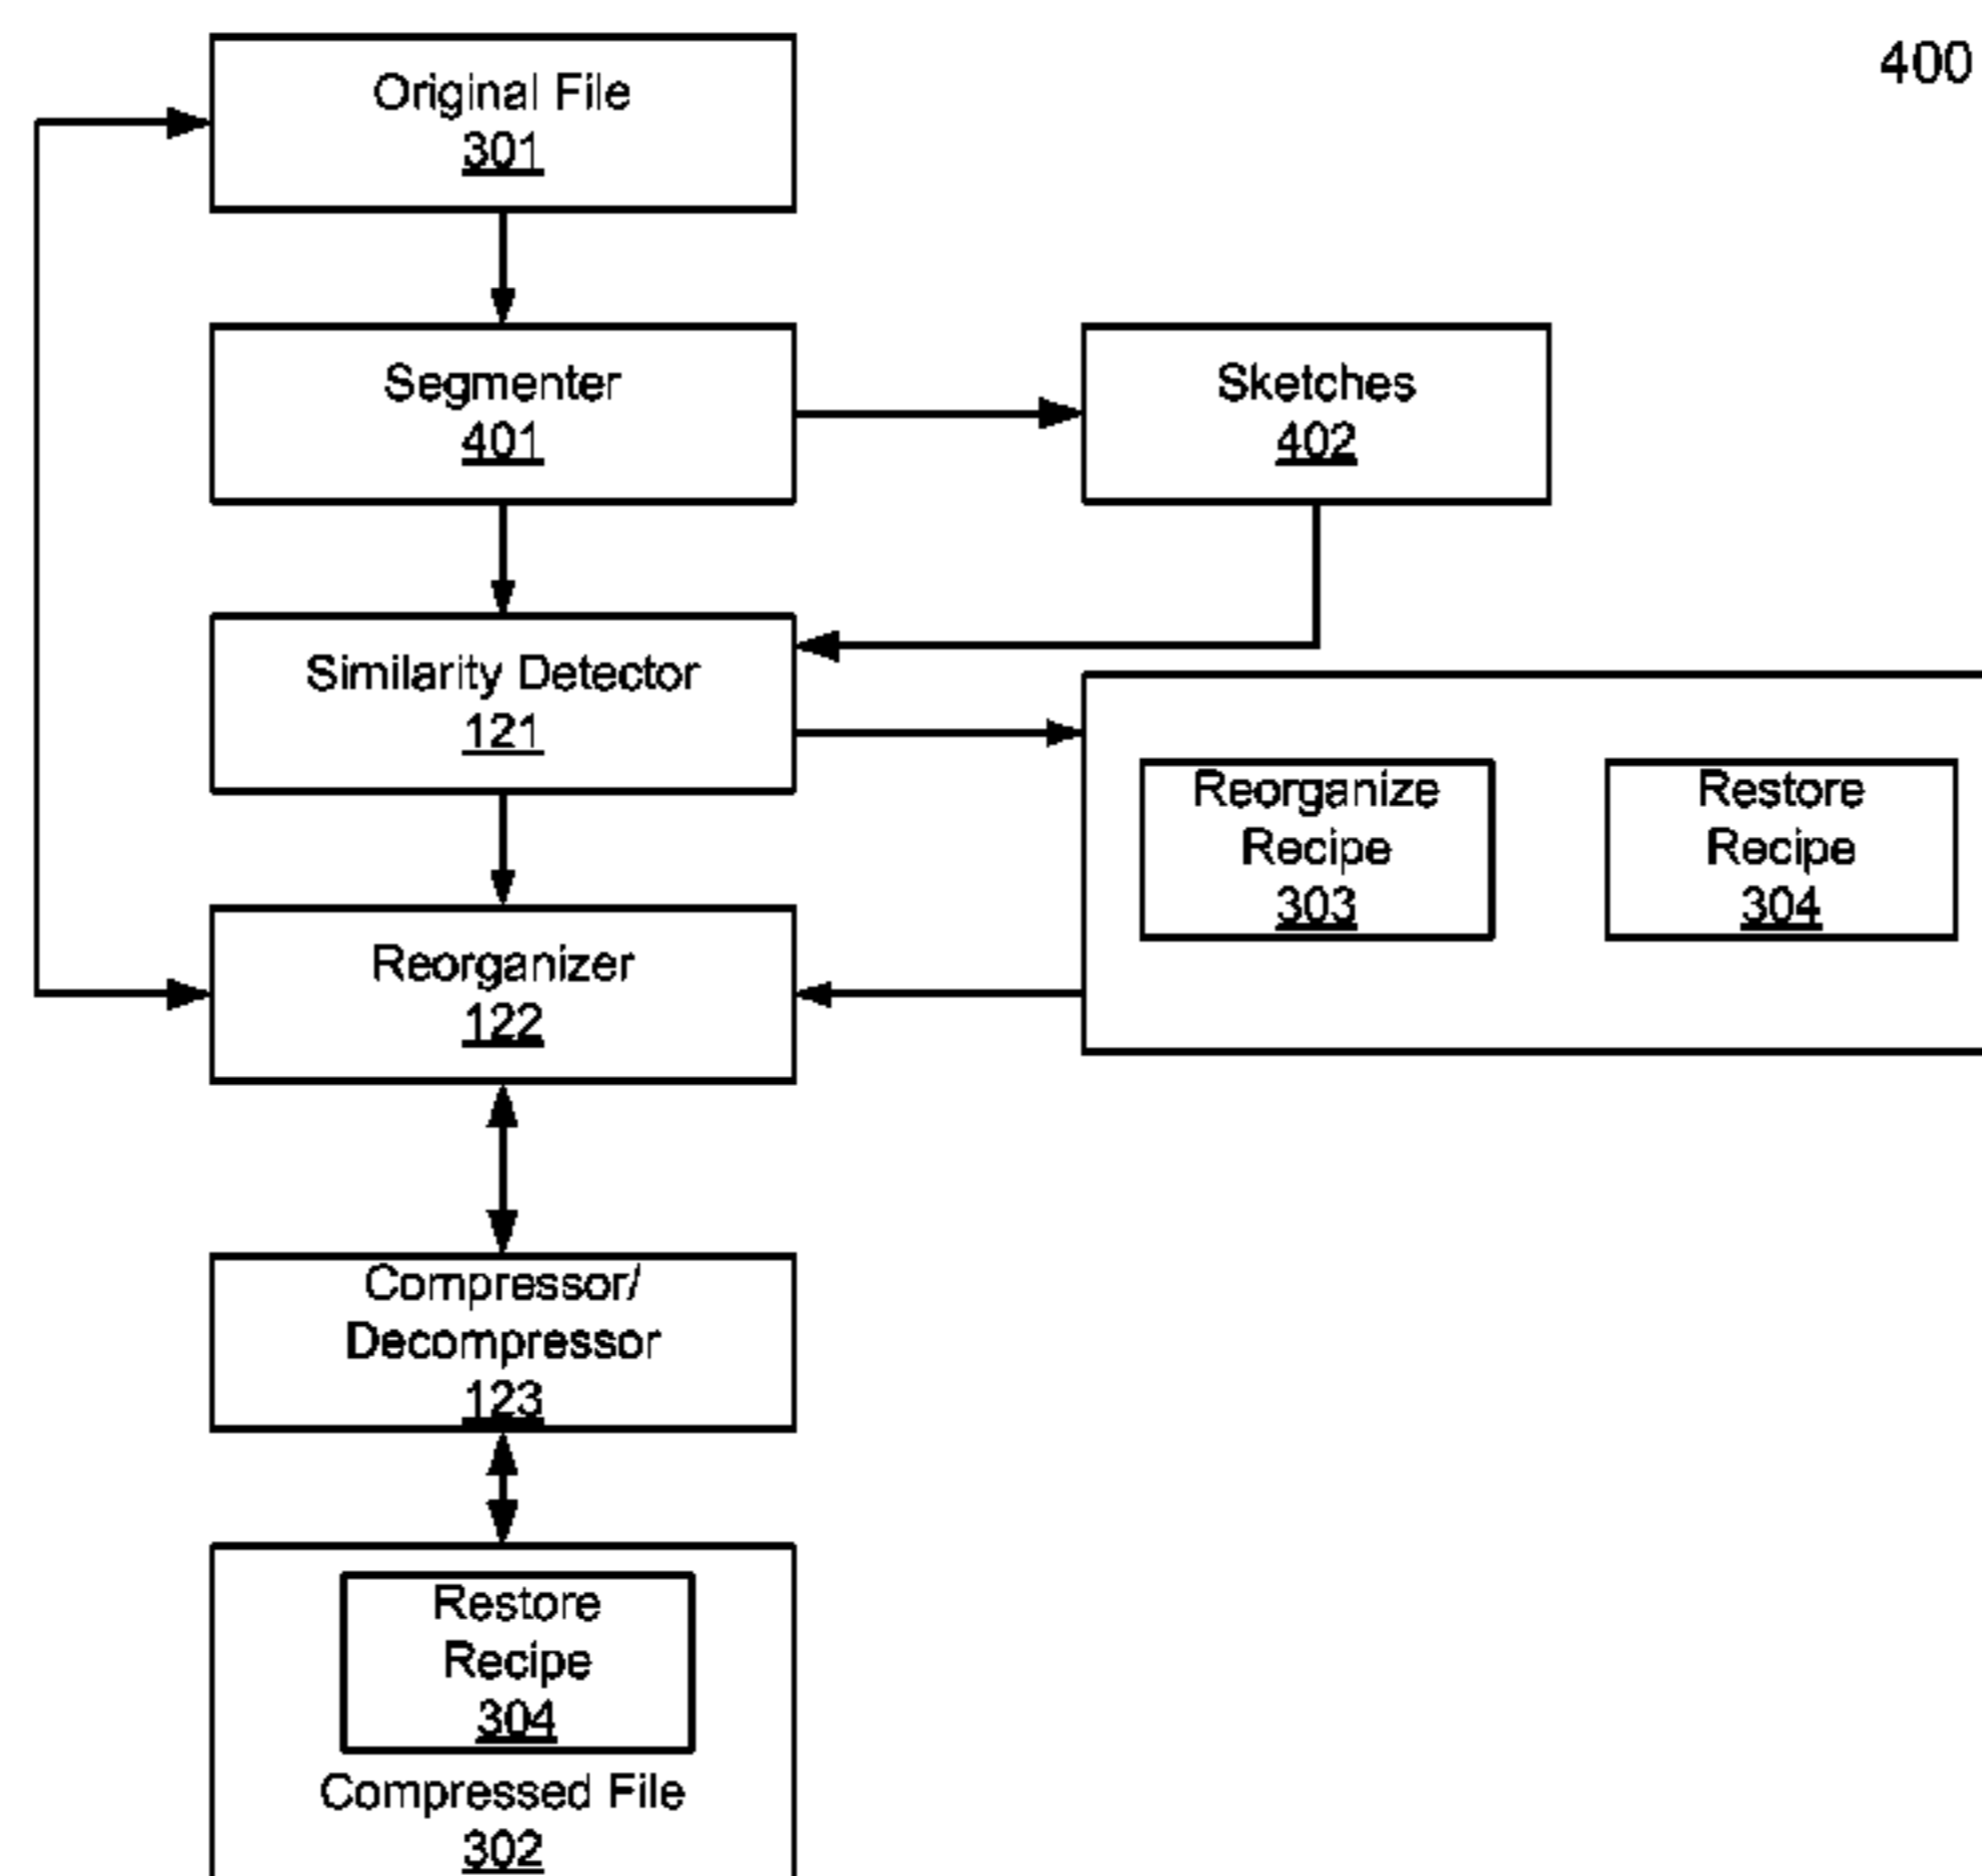 400
Original File
301
Segmenter
401
Sketches
402
Similarity Detector
121
Reorganize
Recipe
303
Restore
Recipe
304
Reorganizer
122
Compressor/
Decompressor
123
Restore
Recipe
304
Compressed File
302